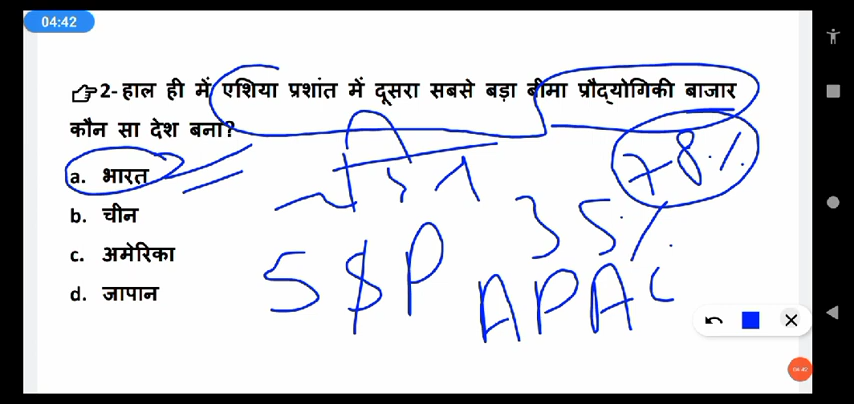 04:42
2- हाल ही में एशिया प्रशांत में दूसरा सबसे बड़ा बीमा प्रौद्योगिकी बाजार
कौन सा देश बना?
a. भारत
b. चीन
c. अमेरिका
d. जापान
78%
35%
S$P
APAC
04:42